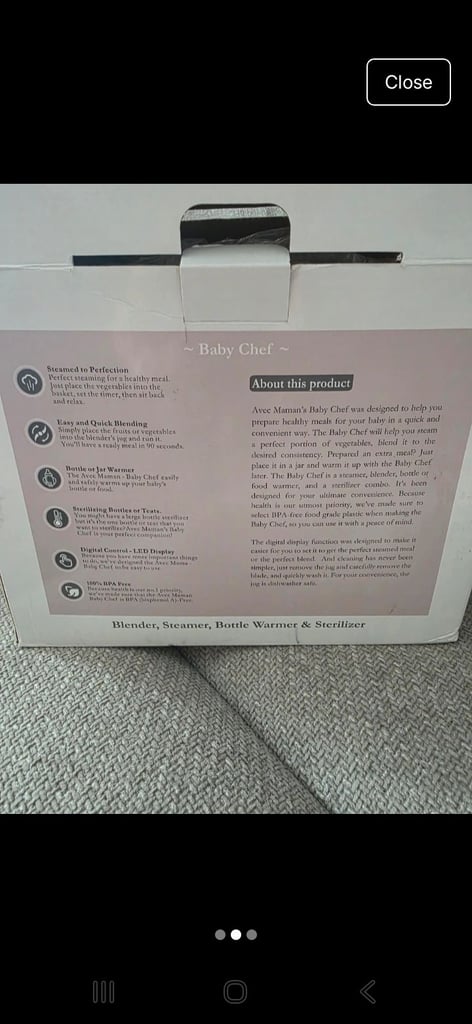 Close
~ Baby Chef ~
Steamed to Perfection
Perfect steaming for a healthy meal.
Just place the vegetables into the
basket, set the timer, then sir back
and relax.
Easy and Quick Blending
Simply place the fruits or vegetables
into the blender's jug and run it.
You'll have a ready meal in 90 seconds.
Bottle or Jar Warmer
The Avec Maman - Baby Chef easily
and safely warms up your baby's
bottle or food.
Sterilizing Bottles or Teats.
You might have a large bottle sterilizer
but it's the one bottle or teat that you
want to sterilize? Avec Maman's Baby
Chef is your perfect companion!
Digital Control - LED Display
Because you have more important things
to do, we've designed the Avec Mama -
Baby Chef to be easy to use.
100% BPA Free
Because health is our no.1 priority,
we've made sure that the Avec Maman
Baby Chef is BPA (bisphenol A)-Free.
About this product
Avec Maman's Baby Chef was designed to help you
prepare healthy meals for your baby in a quick and
convenient way. The Baby Chef will help you steam
a perfect portion of vegetables, blend it to the
desired consistency. Prepared an extra meal? Just
place it in a jar and warm it up with the Baby Chef
later. The Baby Chef is a steamer, blender, bottle or
food warmer, and a sterilizer combo. It's been
designed for your ultimate convenience. Because
health is our utmost priority, we've made sure to
select BPA-free food grade plastic when making the
Baby Chef, so you can use it with a peace of mind.
The digital display function was designed to make it
easier for you to set it to get the perfect steamed meal
or the perfect blend. And cleaning has never been
simpler, just remove the jug and carefully remove the
blade, and quickly wash it. For your convenience, the
jug is dishwasher safe.
Blender, Steamer, Bottle Warmer & Sterilizer